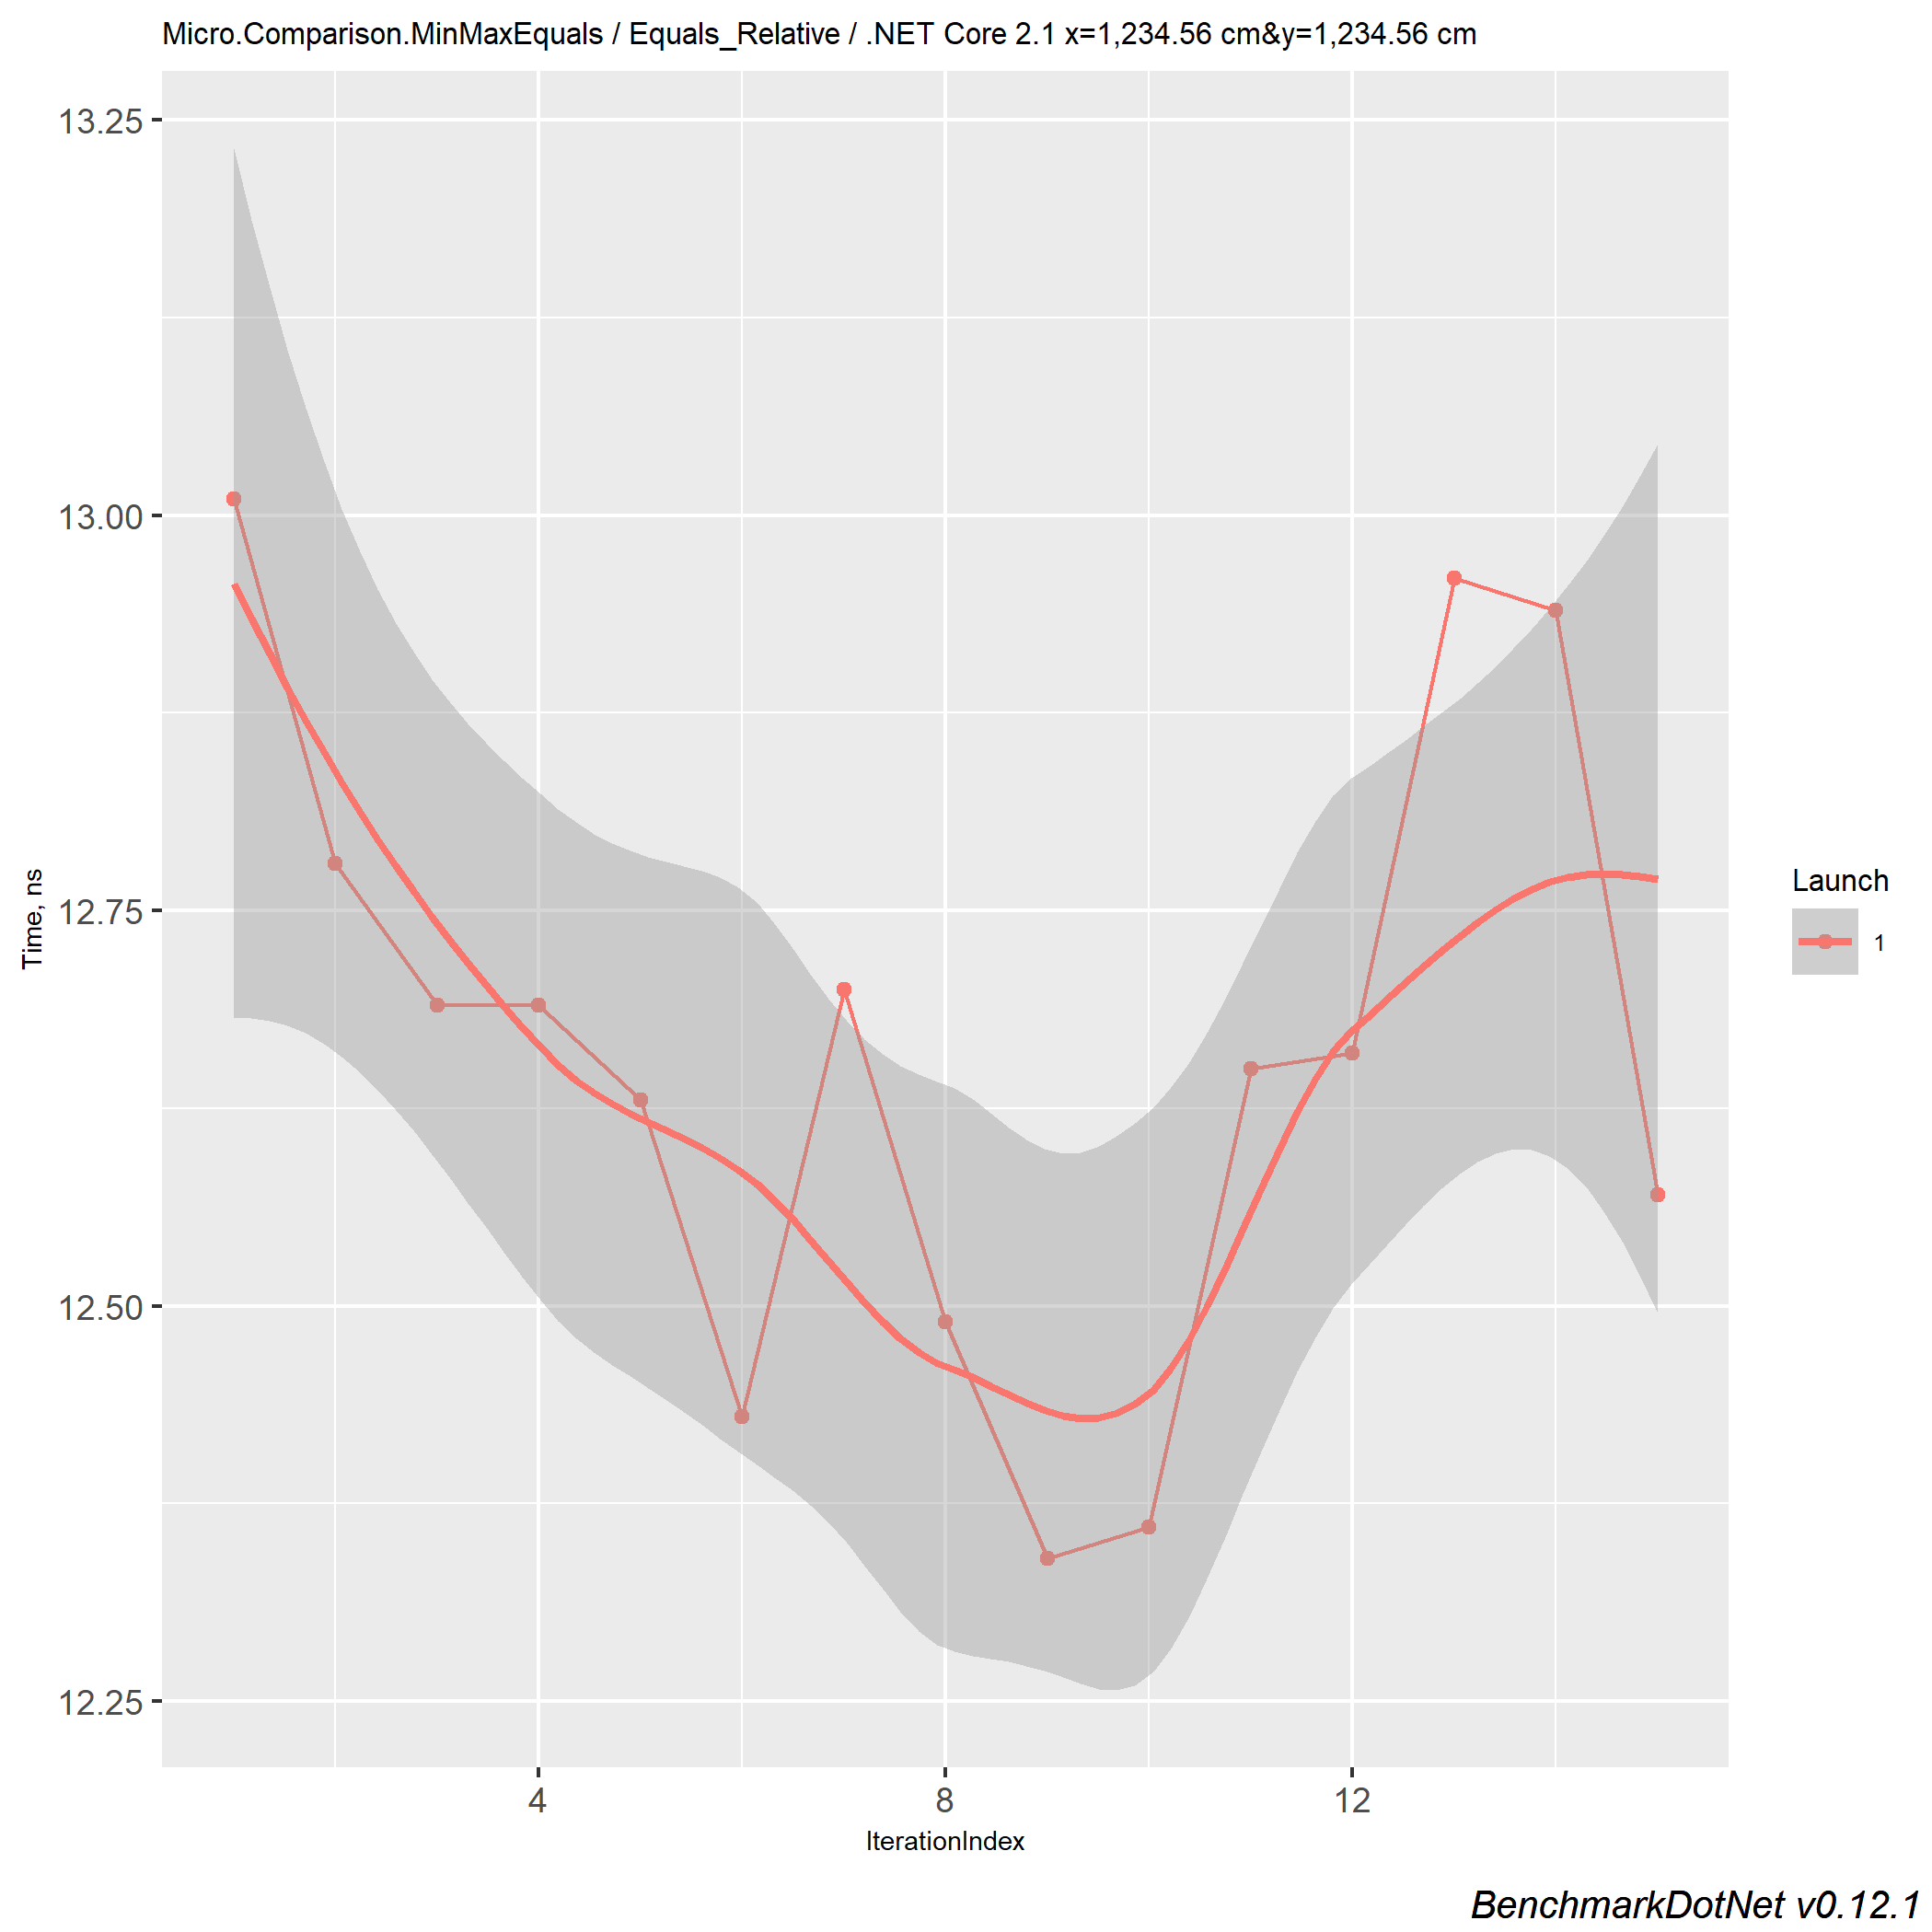 Micro.Comparison.MinMaxEquals / Equals_Relative / .NET Core 2.1 x=1,234.56 cm&y=1,234.56 cm
13.25
13.00
12.75
12.50
12.25
Time, ns
4
8
12
IterationIndex
Launch
1
BenchmarkDotNet v0.12.1